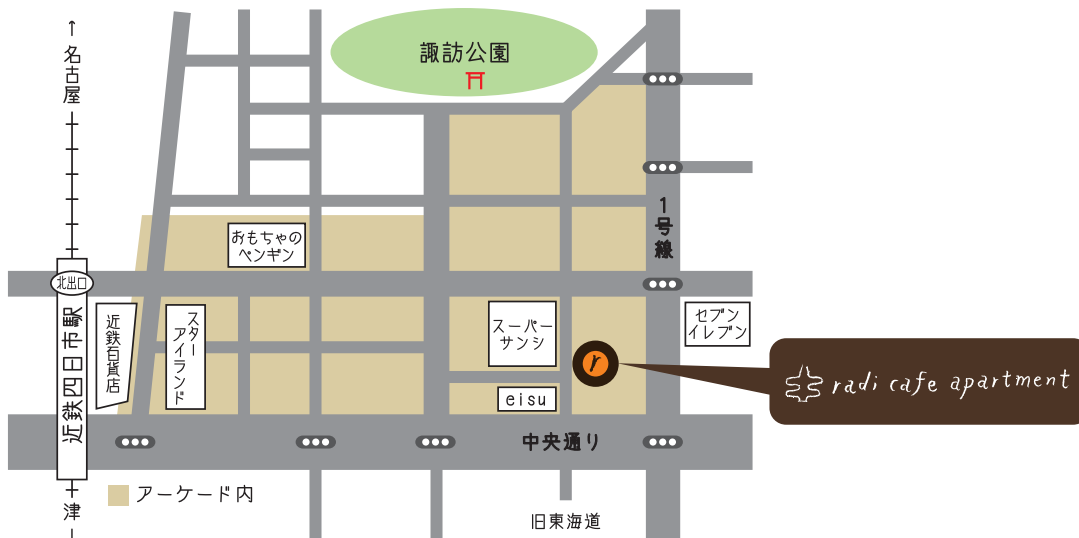 ↑
名古屋
諏訪公園
1号線
おもちゃの
ペンギン
北出口
近鉄四日市駅
近鉄百貨店
スター
アイランド
スーパー
サンシ
セブン
イレブン
r
radi cafe apartment
eisu
中央通り
アーケード内
津
旧東海道